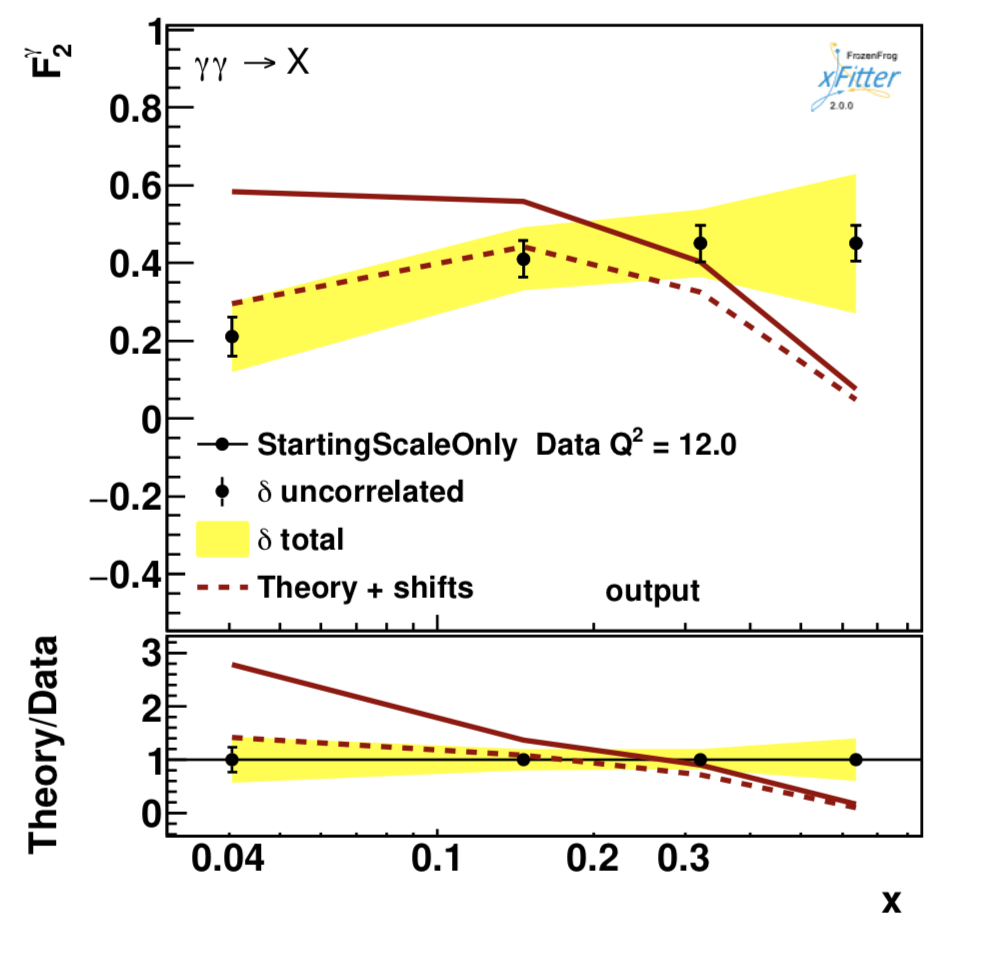 F₂^γ
γγ → X
FrozenFrog
xFitter
2.0.0
1
0.8
0.6
0.4
0.2
0
−0.2
−0.4
StartingScaleOnly Data Q² = 12.0
δ uncorrelated
δ total
Theory + shifts output
Theory/Data
3
2
1
0
0.04 0.1 0.2 0.3
x